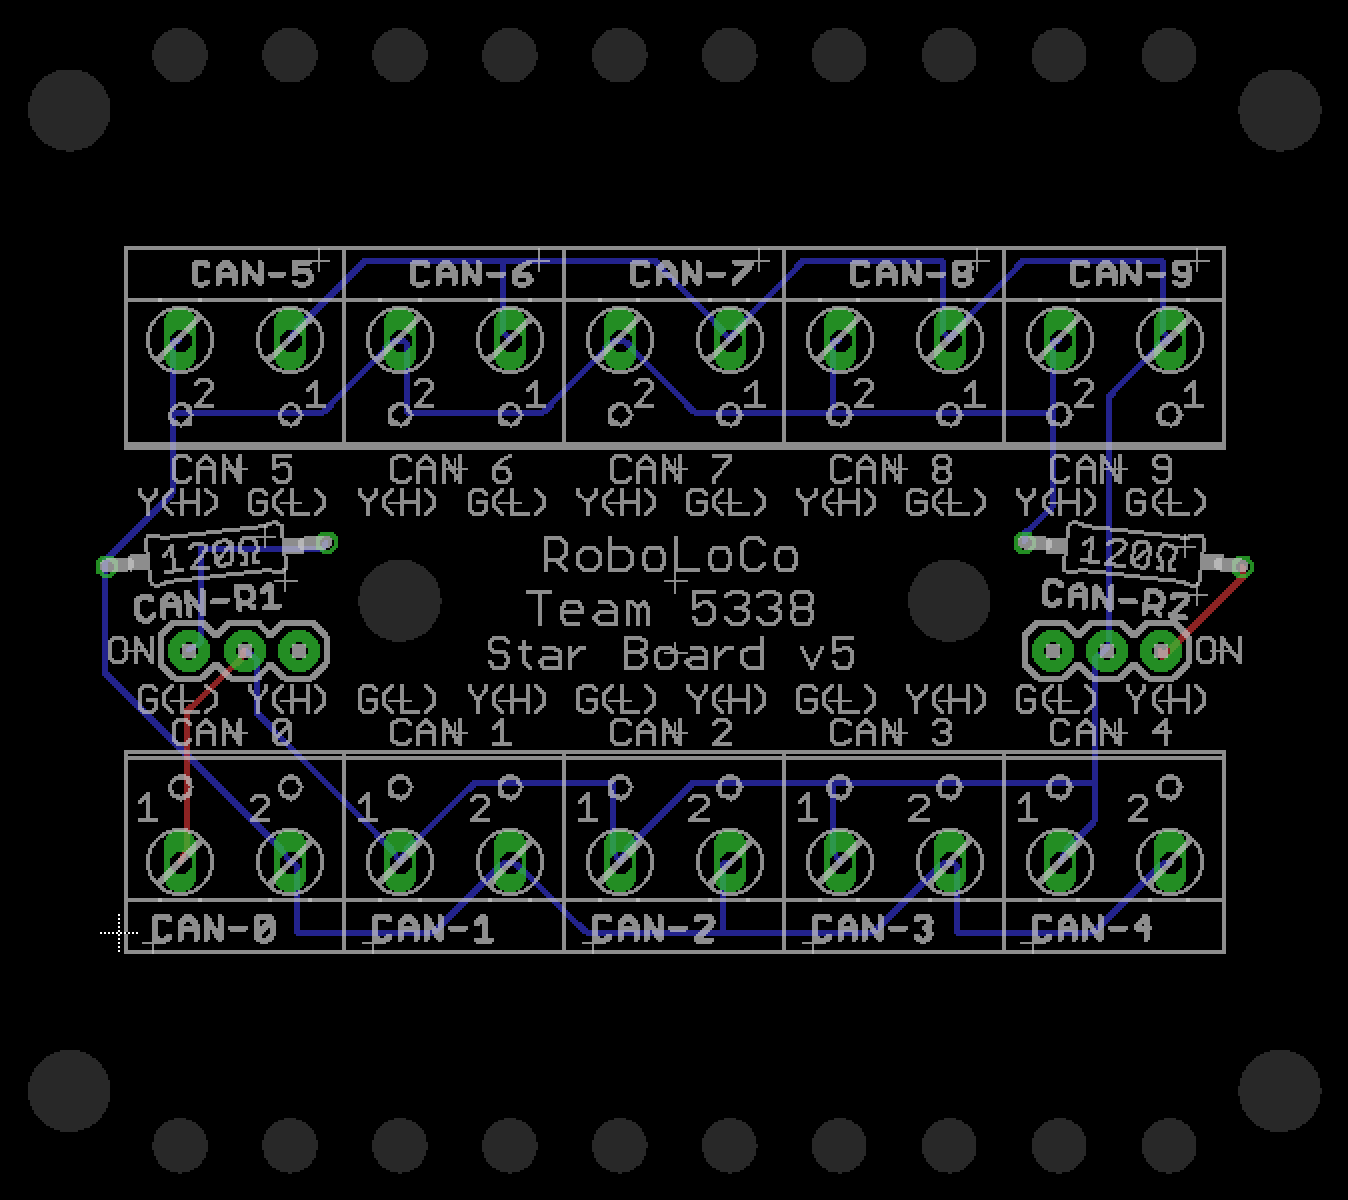 CAN-5 CAN-6 CAN-7 CAN-8 CAN-9
2 1 2 1 2 1 2 1 2 1
CAN 5 CAN 6 CAN 7 CAN 8 CAN 9
Y(H) G(L) Y(H) G(L) Y(H) G(L) Y(H) G(L) Y(H) G(L)
120Ω RoboLoCo 120Ω
CAN-R1 Team 5338 CAN-R2
ON Star Board v5 ON
G(L) Y(H) G(L) Y(H) G(L) Y(H) G(L) Y(H) G(L) Y(H)
CAN 0 CAN 1 CAN 2 CAN 3 CAN 4
1 2 1 2 1 2 1 2 1 2
CAN-0 CAN-1 CAN-2 CAN-3 CAN-4